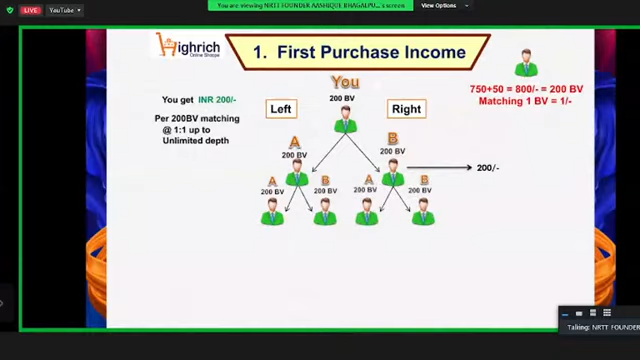 You are viewing NRTT FOUNDER AASHIQUE BHAGALPU...'s screen
View Options
LIVE
YouTube
Highrich
Online Shoppe
1. First Purchase Income
You get INR 200/-
Per 200BV matching
@ 1:1 up to
Unlimited depth
You
200 BV
Left
Right
750+50 = 800/- = 200 BV
Matching 1 BV = 1/-
A
200 BV
B
200 BV
200/-
A
200 BV
B
200 BV
A
200 BV
B
200 BV
Talking: NRTT FOUNDER